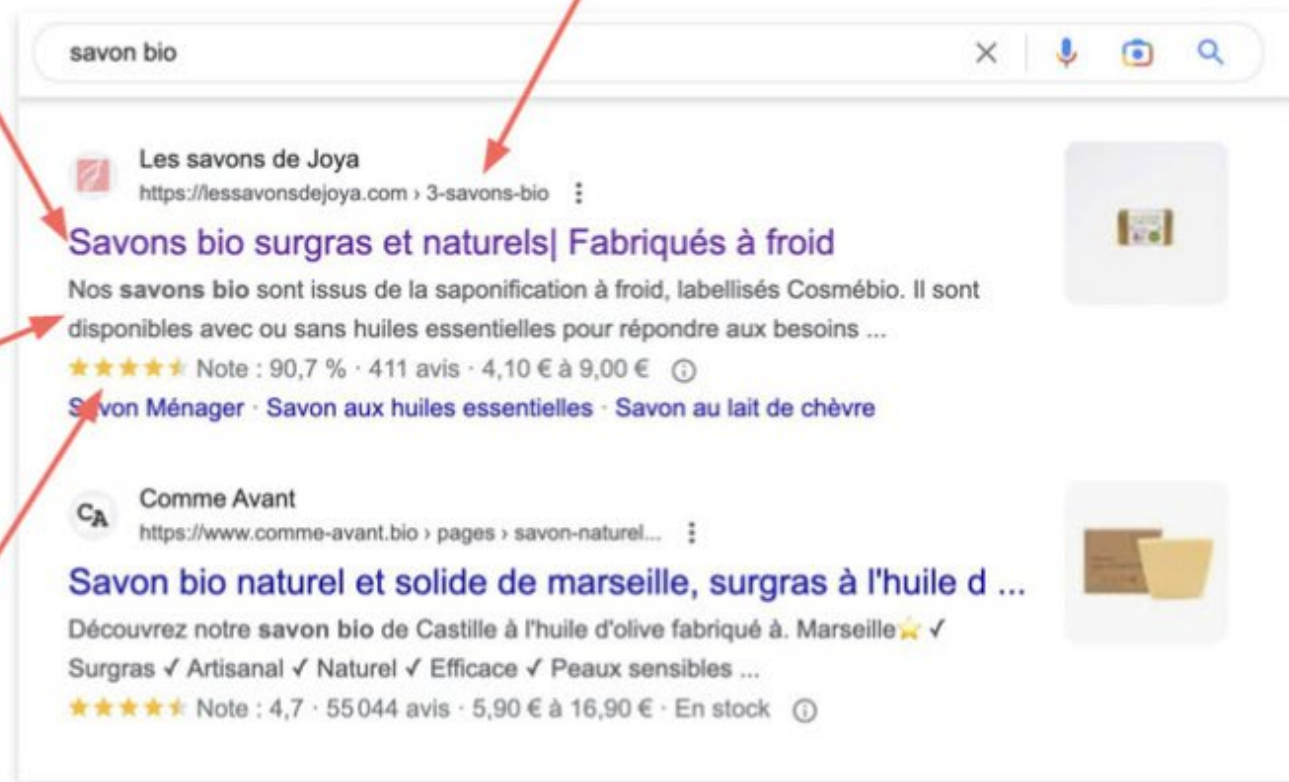 savon bio
Les savons de Joya
https://lessavonsdejoya.com › 3-savons-bio
Savons bio surgras et naturels| Fabriqués à froid
Nos savons bio sont issus de la saponification à froid, labellisés Cosmébio. Il sont
disponibles avec ou sans huiles essentielles pour répondre aux besoins ...
Note : 90,7 % · 411 avis · 4,10 € à 9,00 €
Savon Ménager · Savon aux huiles essentielles · Savon au lait de chèvre
CA
Comme Avant
https://www.comme-avant.bio › pages › savon-naturel...
Savon bio naturel et solide de marseille, surgras à l'huile d ...
Découvrez notre savon bio de Castille à l'huile d'olive fabriqué à. Marseille⭐ ✓
Surgras ✓ Artisanal ✓ Naturel ✓ Efficace ✓ Peaux sensibles ...
Note : 4,7 · 55 044 avis · 5,90 € à 16,90 € · En stock